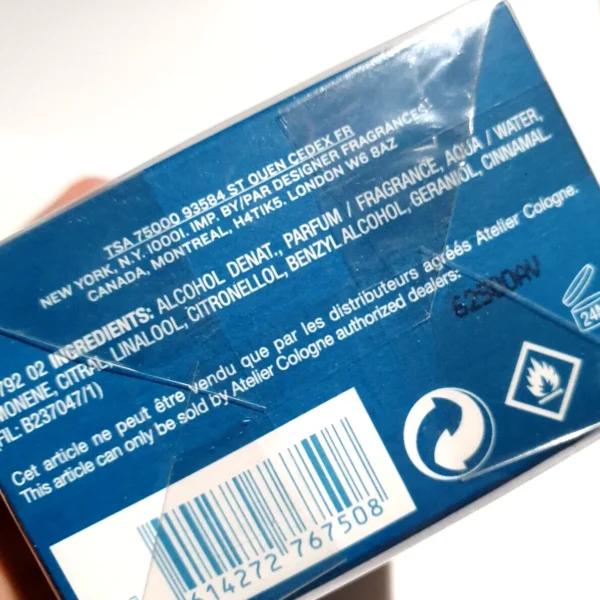 TSA 75000 93584 ST OUEN CEDEX FR
NEW YORK, N.Y. 10001. IMP. BY/PAR DESIGNER FRAGRANCES,
CANADA, MONTREAL, H4TIK5. LONDON W6 8AZ
792 02 INGREDIENTS: ALCOHOL DENAT., PARFUM / FRAGRANCE, AQUA / WATER,
MONENE, CITRAL, LINALOOL, CITRONELLOL, BENZYL ALCOHOL, GERANIOL, CINNAMAL.
FIL: B237047/1)
Cet article ne peut être vendu que par les distributeurs agréés Atelier Cologne.
This article can only be sold by Atelier Cologne authorized dealers:
24M
614272 767508